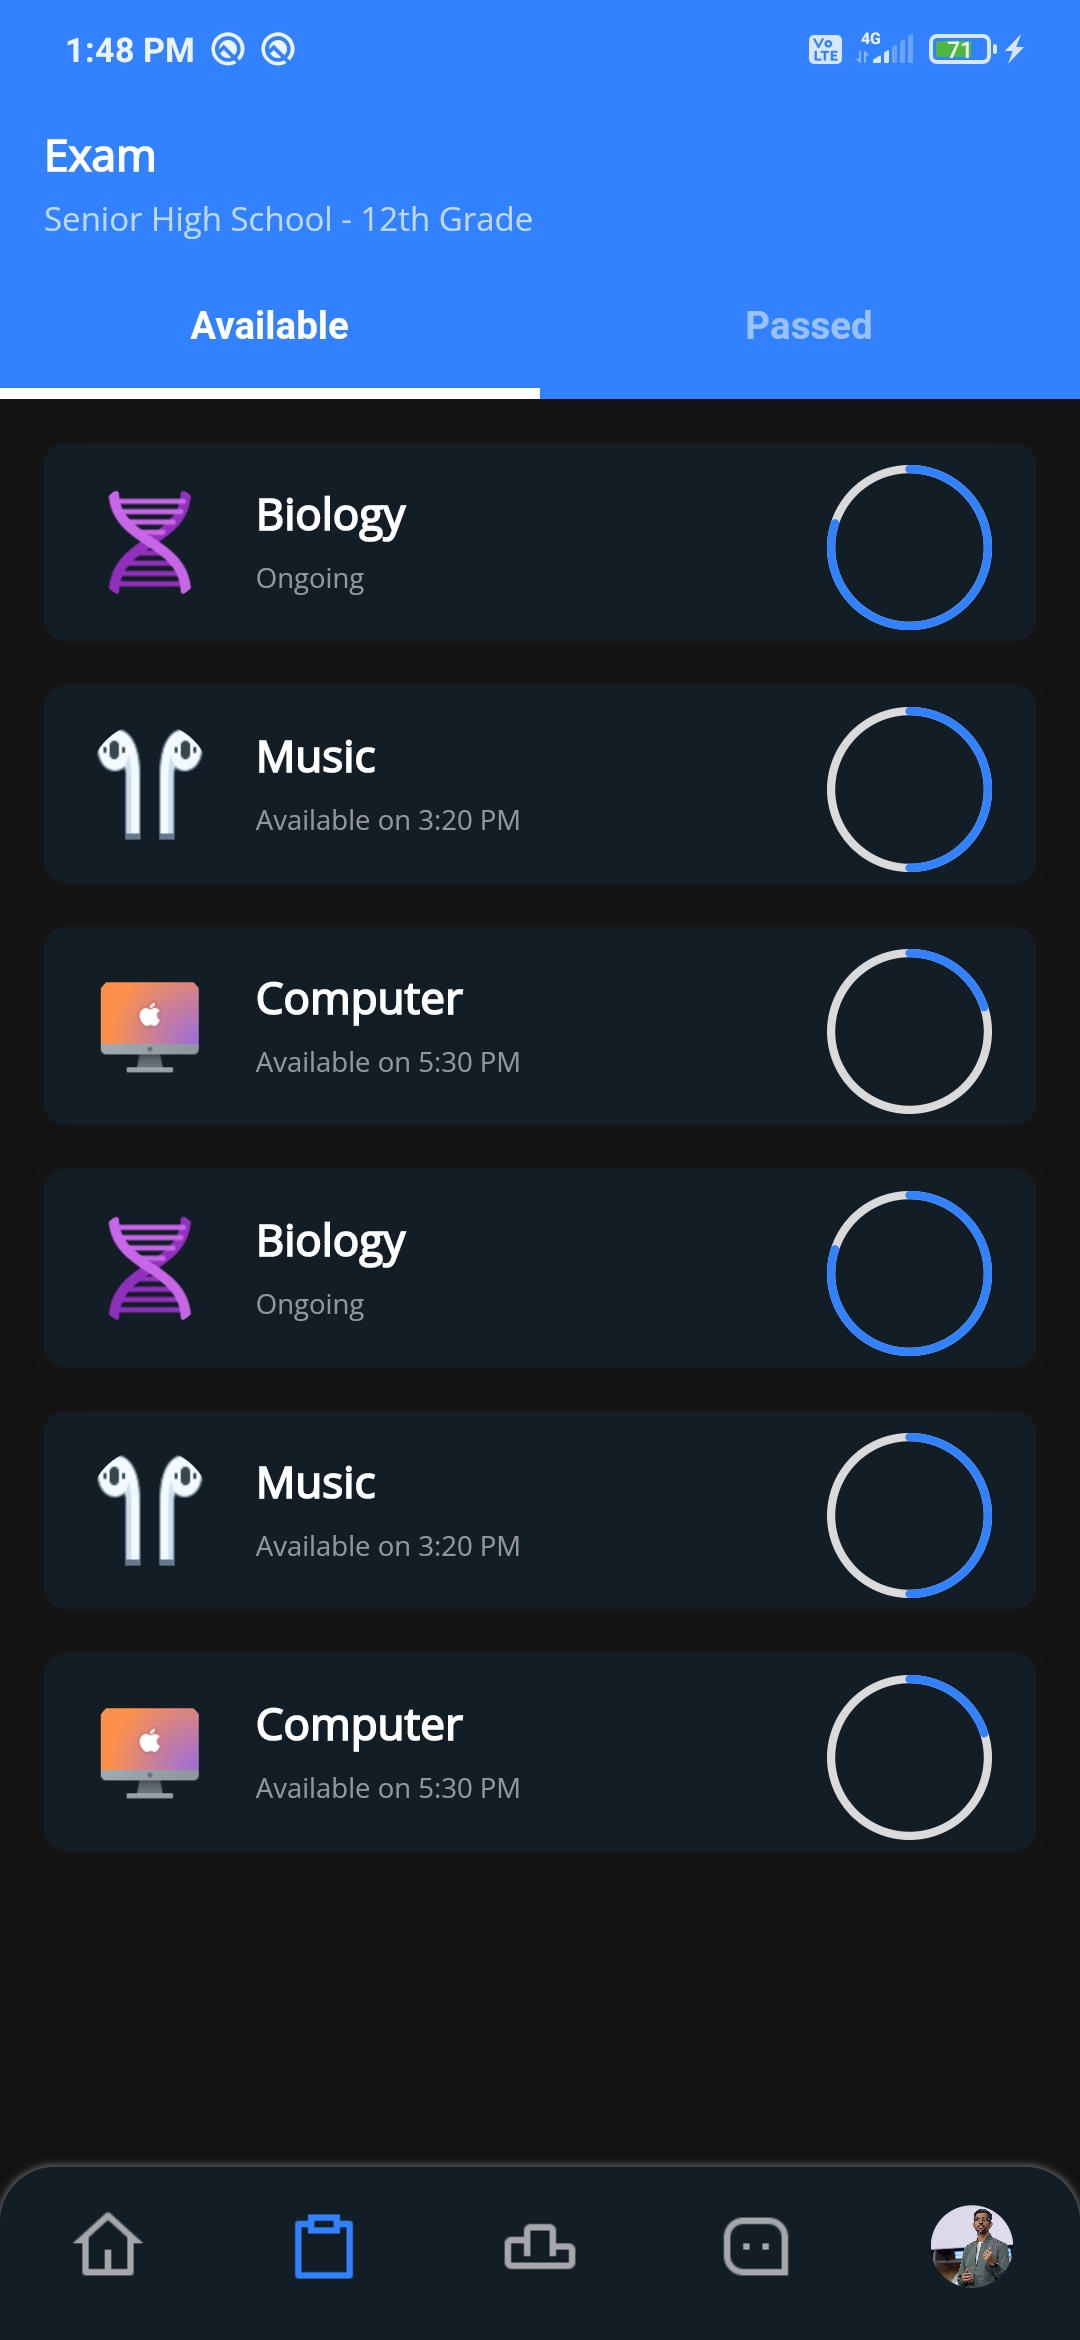 1:48 PM
Vo LTE
4G
71
Exam
Senior High School - 12th Grade
Available
Passed
Biology
Ongoing
Music
Available on 3:20 PM
Computer
Available on 5:30 PM
Biology
Ongoing
Music
Available on 3:20 PM
Computer
Available on 5:30 PM